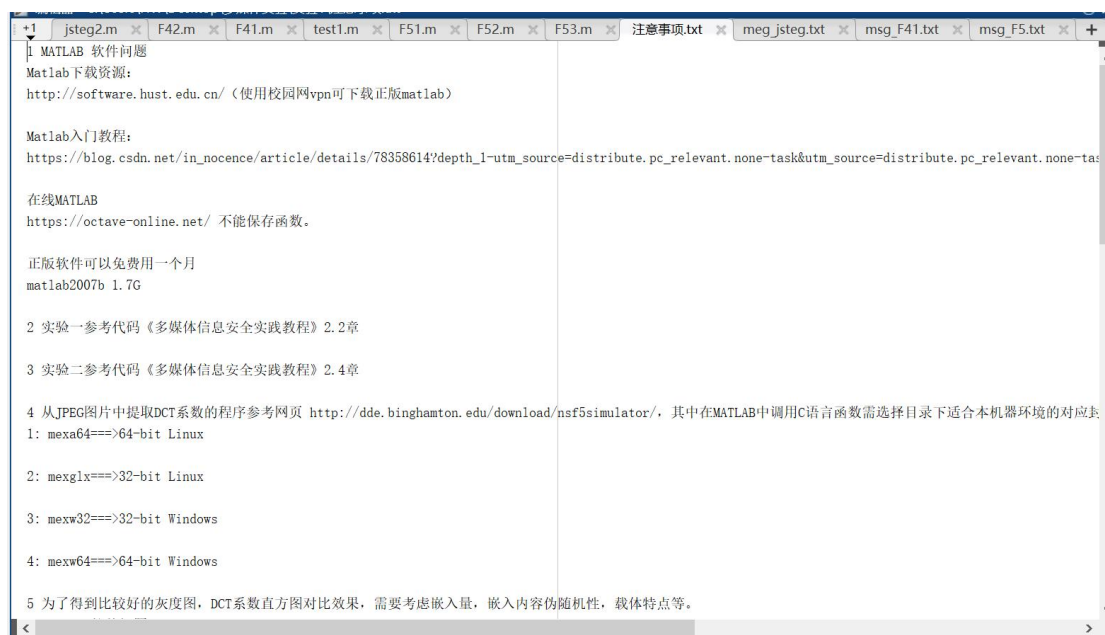 +1 jsteg2.m F42.m F41.m test1.m F51.m F52.m F53.m 注意事项.txt meg_jsteg.txt msg_F41.txt msg_F5.txt
1 MATLAB 软件问题
Matlab下载资源:
http://software.hust.edu.cn/（使用校园网vpn可下载正版matlab）
Matlab入门教程:
https://blog.csdn.net/in_nocence/article/details/78358614?depth_1-utm_source=distribute.pc_relevant.none-task&utm_source=distribute.pc_relevant.none-tas
在线MATLAB
https://octave-online.net/ 不能保存函数。
正版软件可以免费用一个月
matlab2007b 1.7G
2 实验一参考代码《多媒体信息安全实践教程》2.2章
3 实验二参考代码《多媒体信息安全实践教程》2.4章
4 从JPEG图片中提取DCT系数的程序参考网页 http://dde.binghamton.edu/download/nsf5simulator/，其中在MATLAB中调用C语言函数需选择目录下适合本机器环境的对应封
1: mexa64===>64-bit Linux
2: mexglx===>32-bit Linux
3: mexw32===>32-bit Windows
4: mexw64===>64-bit Windows
5 为了得到比较好的灰度图，DCT系数直方图对比效果，需要考虑嵌入量，嵌入内容伪随机性，载体特点等。